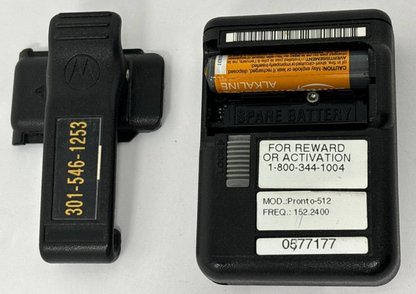 301-546-1253
CAUTION
ALKALINE
SPARE BATTERY
LOCK
FOR REWARD
OR ACTIVATION
1-800-344-1004
MOD.:Pronto-512
FREQ.: 152.2400
0577177